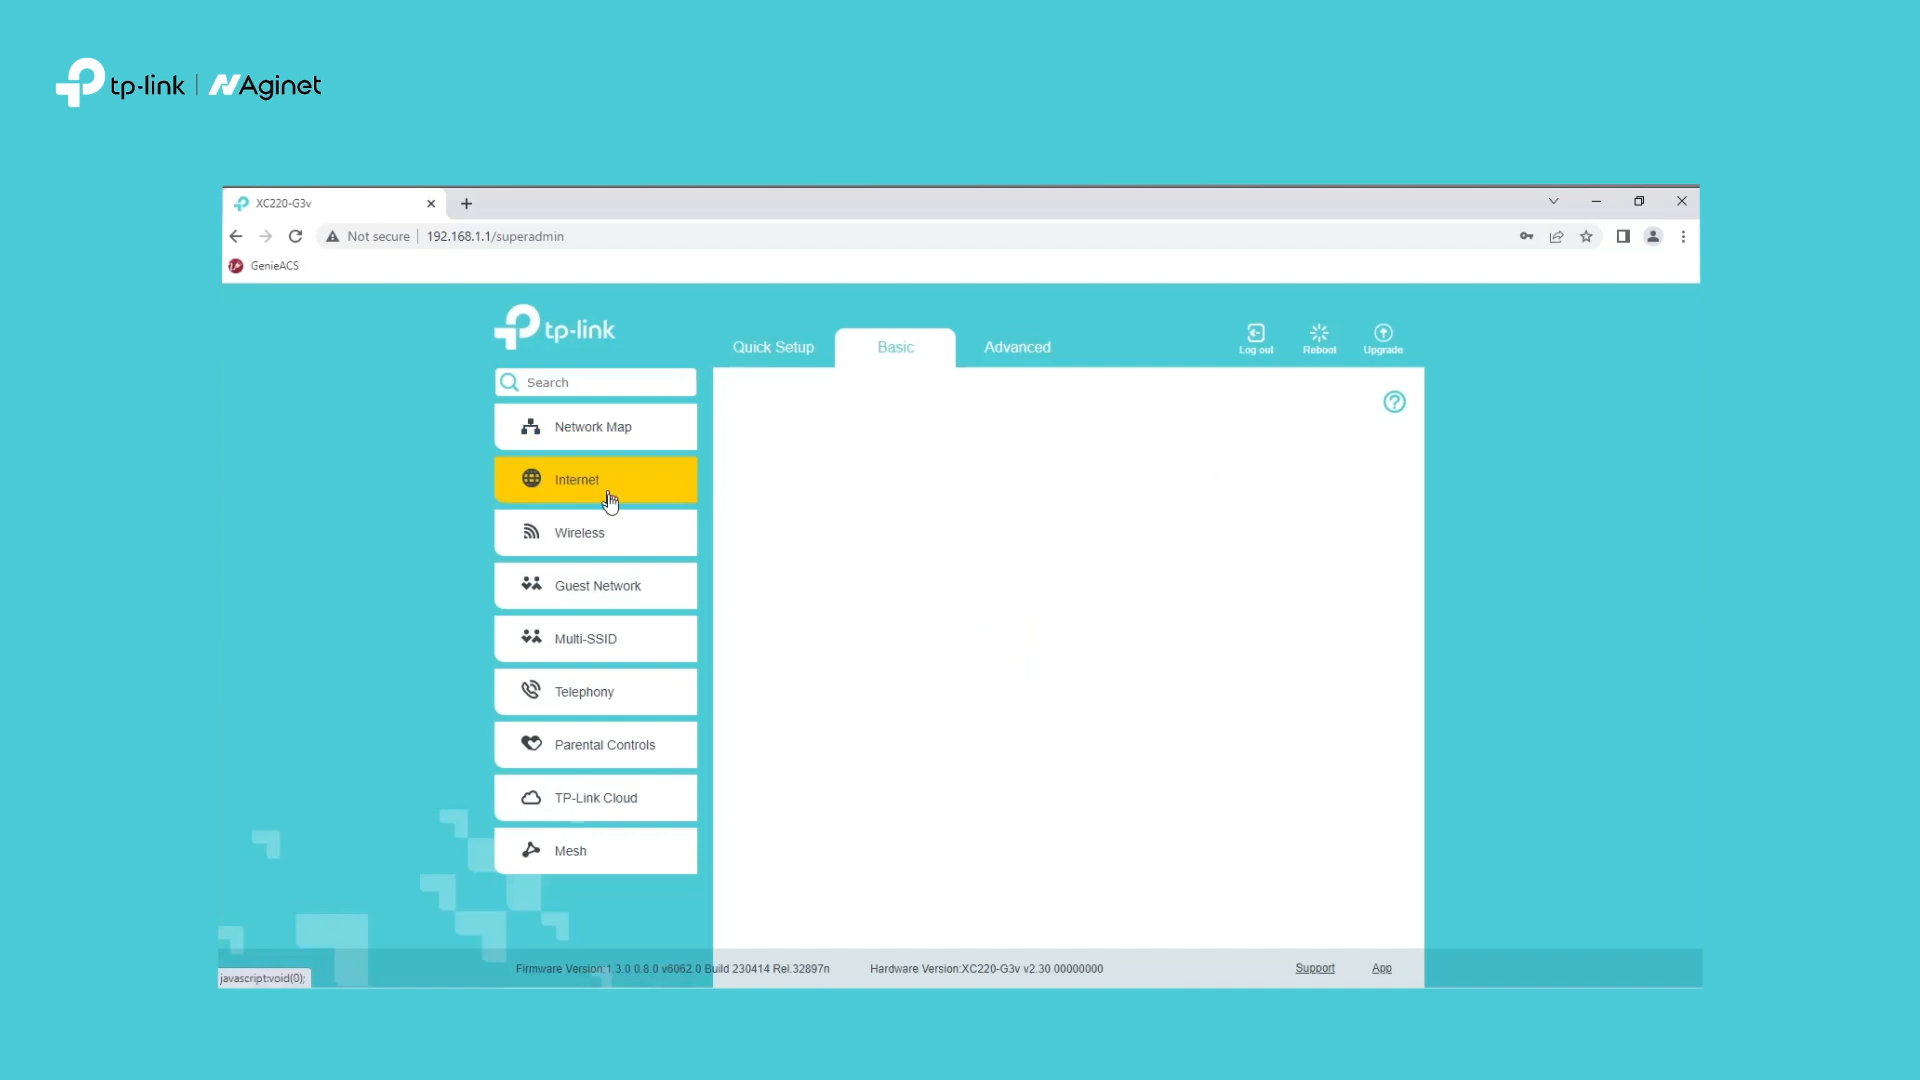 tp-link | Aginet
XC220-G3v
Not secure | 192.168.1.1/superadmin
GenieACS
tp-link
Quick Setup
Basic
Advanced
Log out
Reboot
Upgrade
Search
Network Map
Internet
Wireless
Guest Network
Multi-SSID
Telephony
Parental Controls
TP-Link Cloud
Mesh
Firmware Version:1.3.0 0.8.0 v6062.0 Build 230414 Rel.32897n
Hardware Version:XC220-G3v v2.30 00000000
Support
App
javascript:void(0);